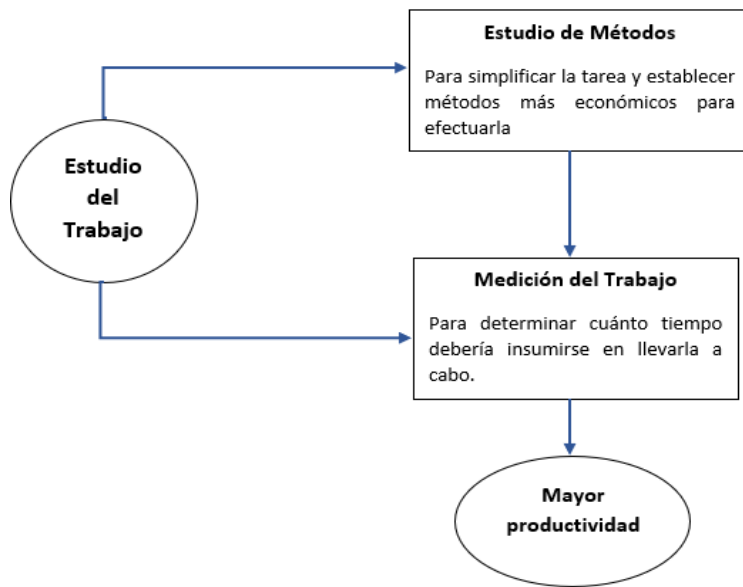 Estudio de Métodos
Para simplificar la tarea y establecer
métodos más económicos para
efectuarla
Estudio
del
Trabajo
Medición del Trabajo
Para determinar cuánto tiempo
debería insumirse en llevarla a
cabo.
Mayor
productividad